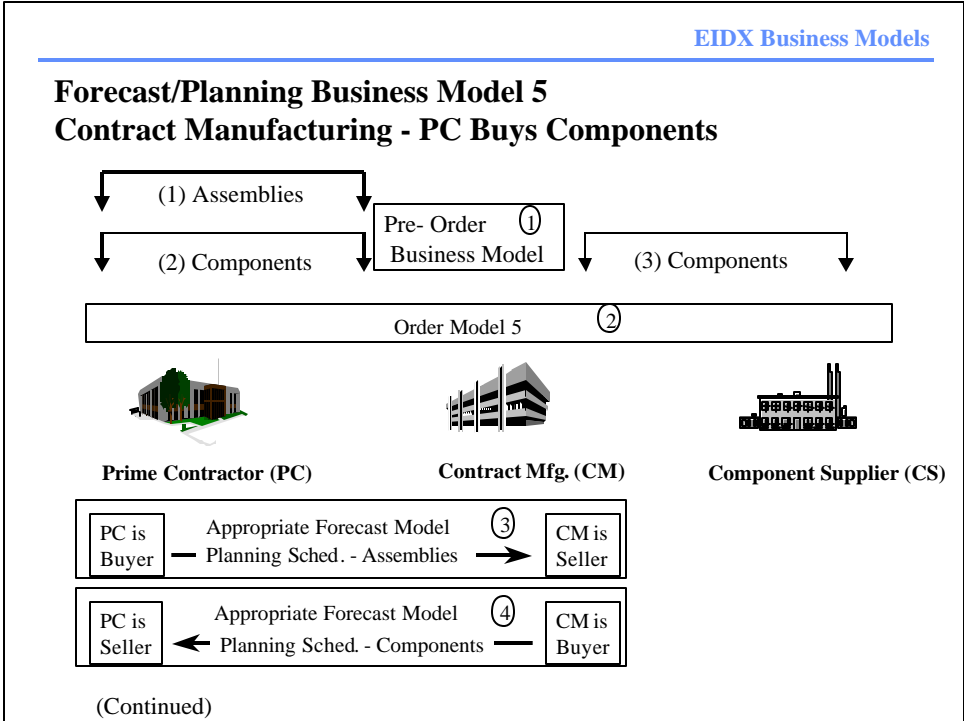 EIDX Business Models
Forecast/Planning Business Model 5
Contract Manufacturing - PC Buys Components
(1) Assemblies
Pre- Order 1
Business Model
(2) Components
(3) Components
Order Model 5 2
Prime Contractor (PC)
Contract Mfg. (CM)
Component Supplier (CS)
PC is
Buyer
Appropriate Forecast Model 3
Planning Sched. - Assemblies
CM is
Seller
PC is
Seller
Appropriate Forecast Model 4
Planning Sched. - Components
CM is
Buyer
(Continued)